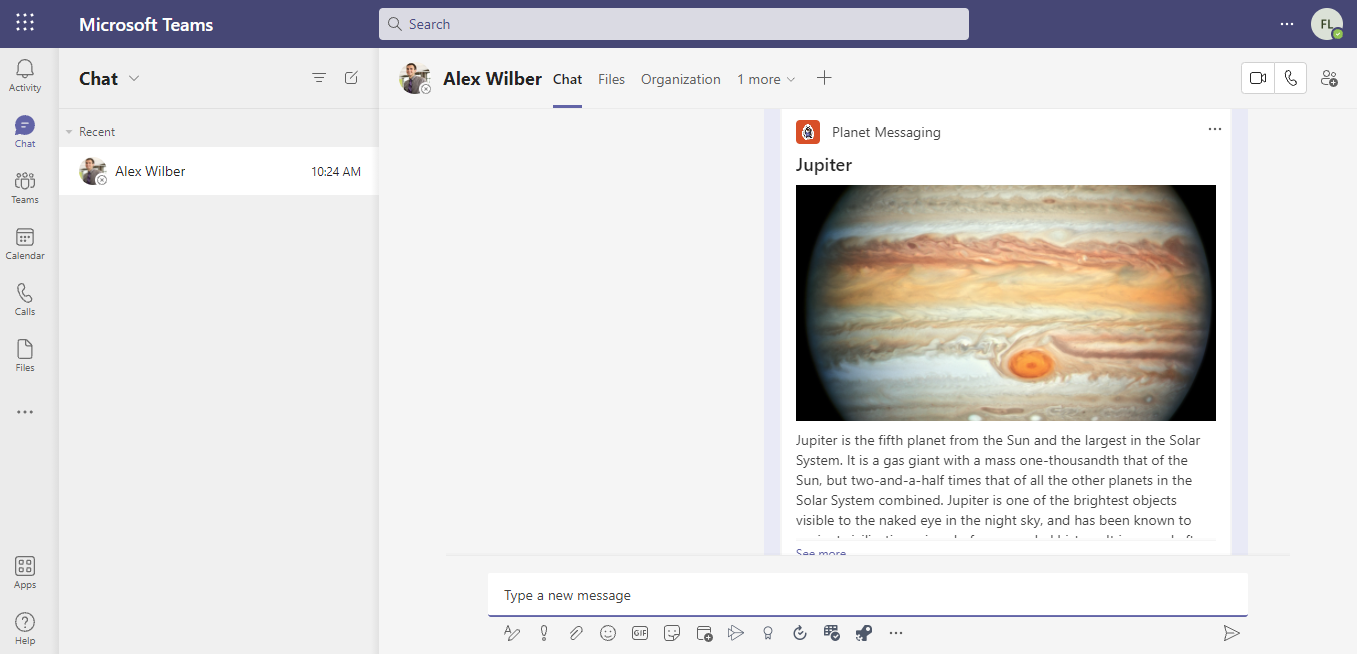 Microsoft Teams
Search
FL
Activity
Chat
Teams
Calendar
Calls
Files
Apps
Help
Chat
Recent
Alex Wilber
10:24 AM
Alex Wilber
Chat
Files
Organization
1 more
Planet Messaging
Jupiter
Jupiter is the fifth planet from the Sun and the largest in the Solar
System. It is a gas giant with a mass one-thousandth that of the
Sun, but two-and-a-half times that of all the other planets in the
Solar System combined. Jupiter is one of the brightest objects
visible to the naked eye in the night sky, and has been known to
See more
Type a new message
GIF